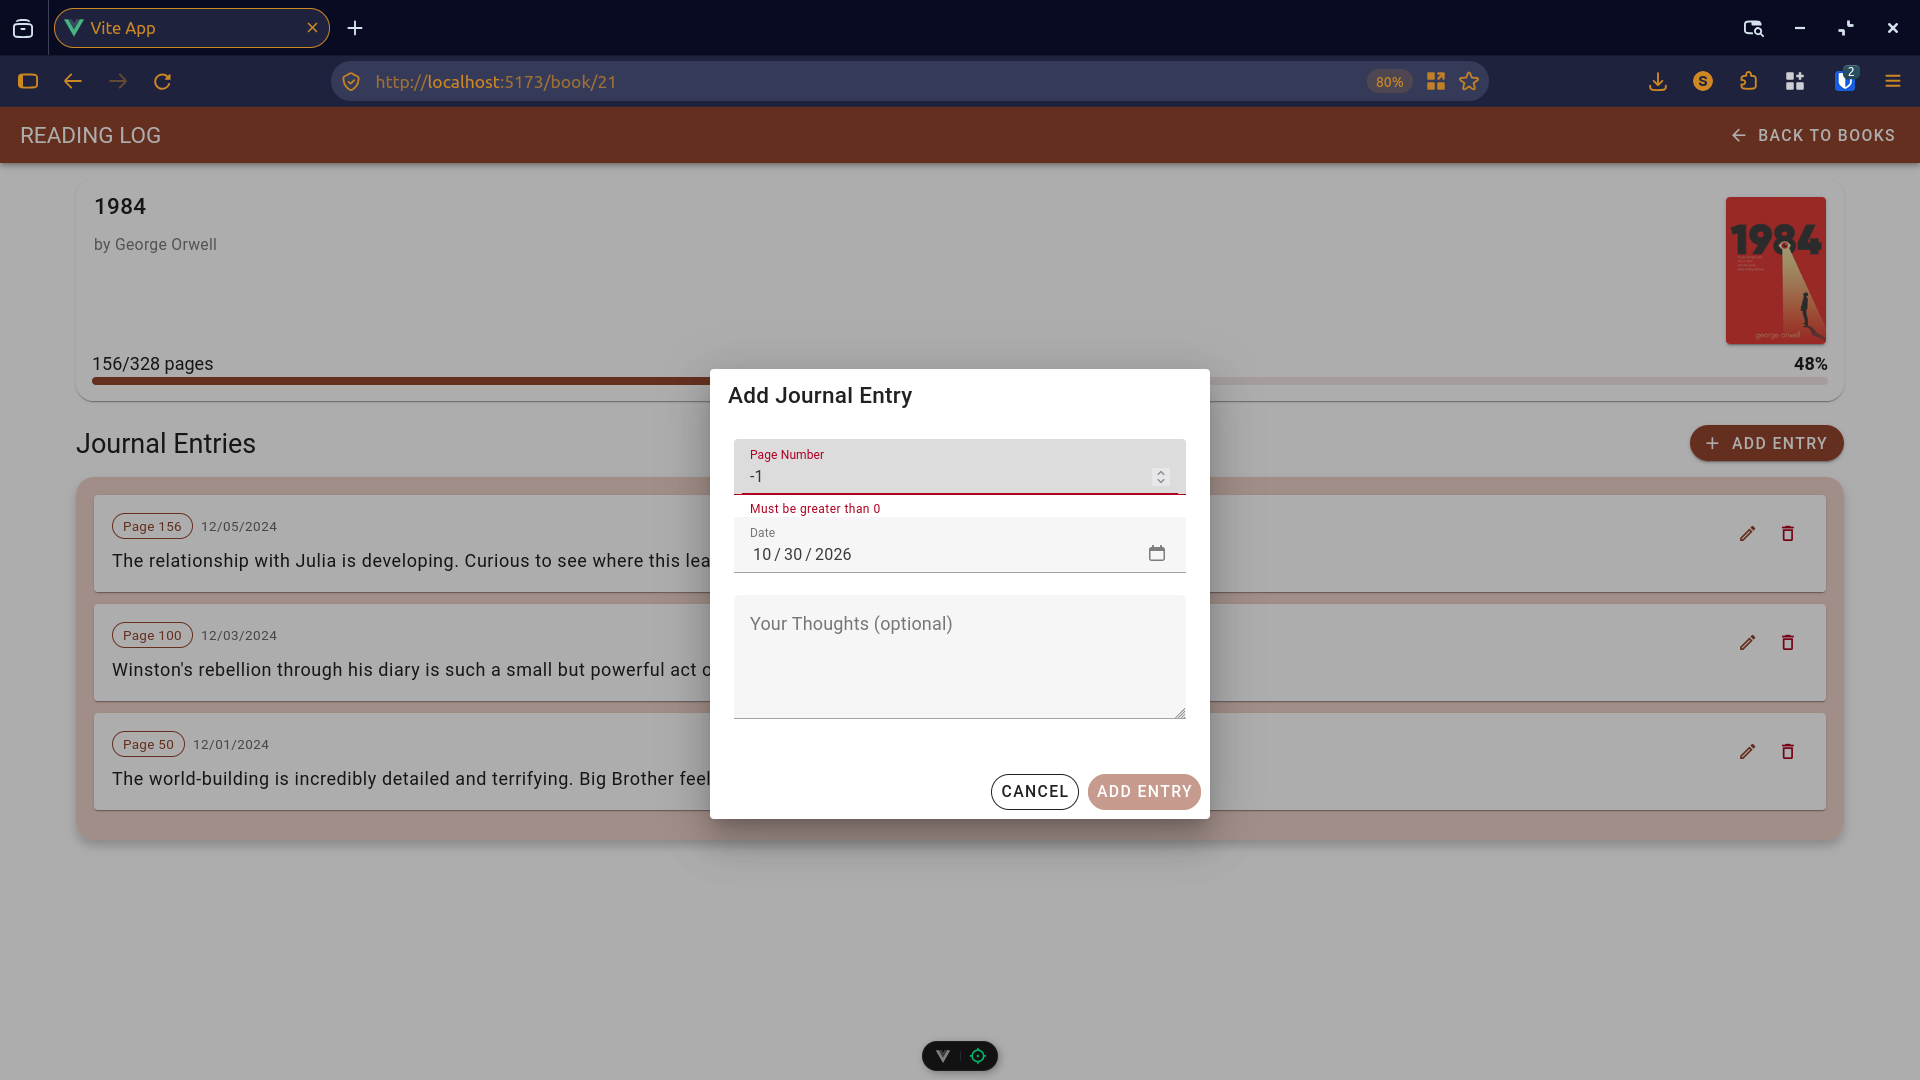 Vite App
http://localhost:5173/book/21
80%
S
2
READING LOG
BACK TO BOOKS
1984
by George Orwell
1984
george orwell
156/328 pages
48%
Journal Entries
ADD ENTRY
Page 156 12/05/2024
The relationship with Julia is developing. Curious to see where this lea
Page 100 12/03/2024
Winston's rebellion through his diary is such a small but powerful act o
Page 50 12/01/2024
The world-building is incredibly detailed and terrifying. Big Brother feel
Add Journal Entry
Page Number
-1
Must be greater than 0
Date
10 / 30 / 2026
Your Thoughts (optional)
CANCEL
ADD ENTRY